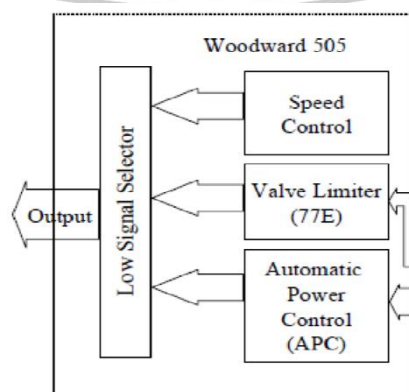 Woodward 505
Speed
Control
Low Signal Selector
Valve Limiter
(77E)
Output
Automatic
Power
Control
(APC)